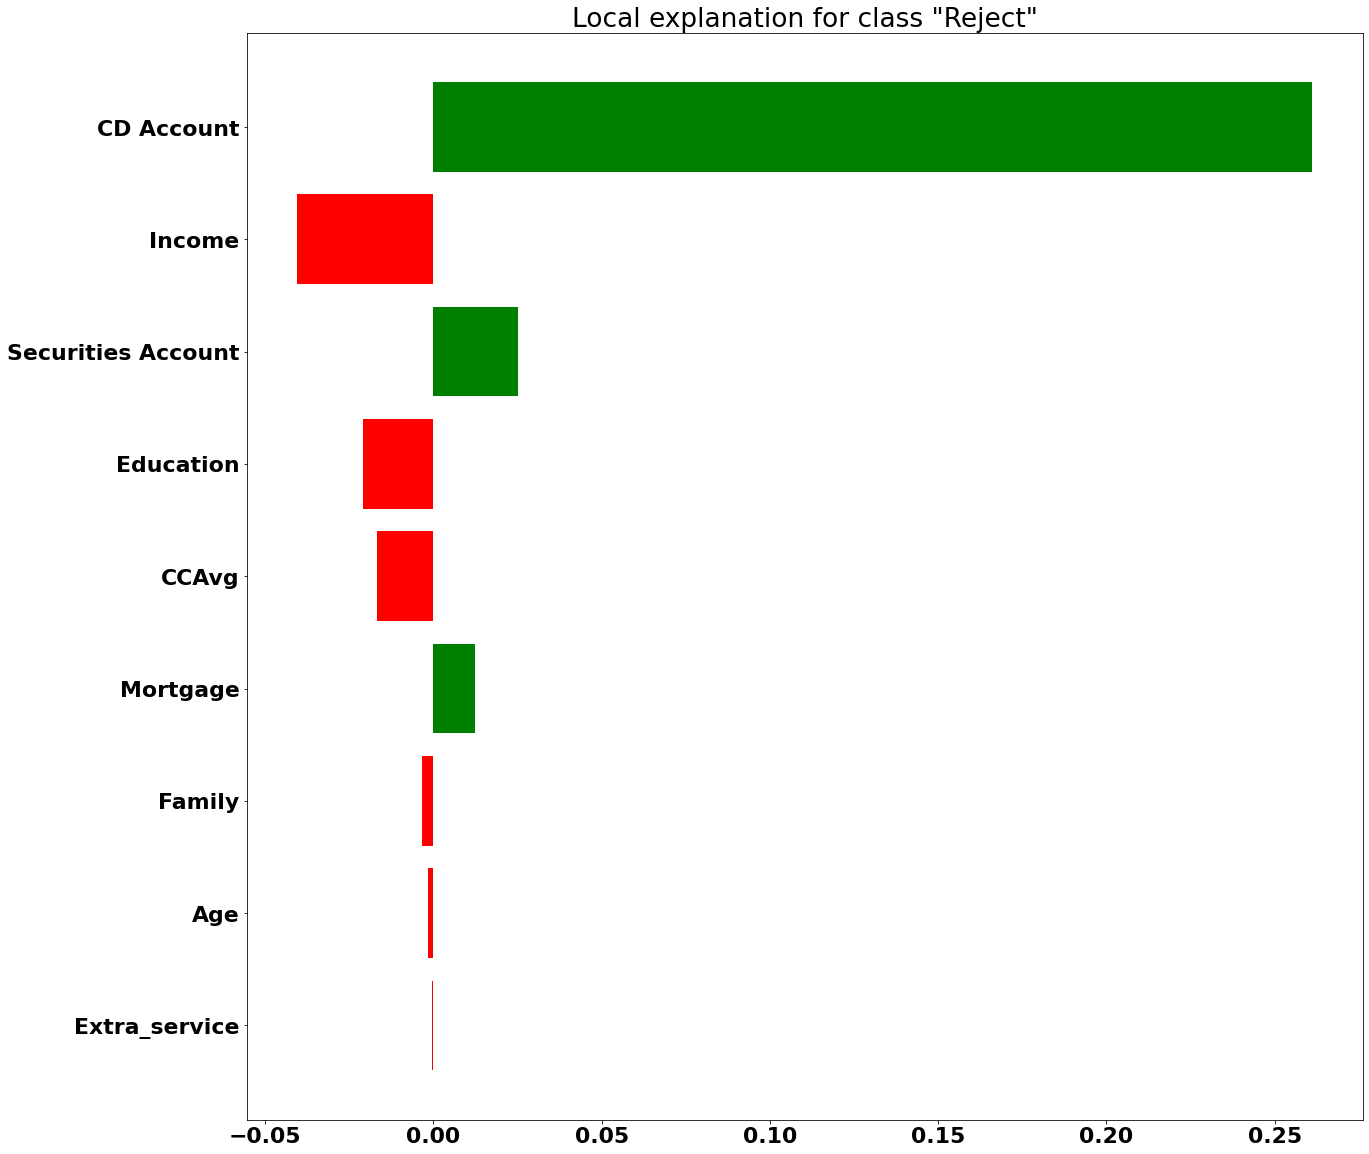 Local explanation for class "Reject"
CD Account
Income
Securities Account
Education
CCAvg
Mortgage
Family
Age
Extra_service
−0.05 0.00 0.05 0.10 0.15 0.20 0.25